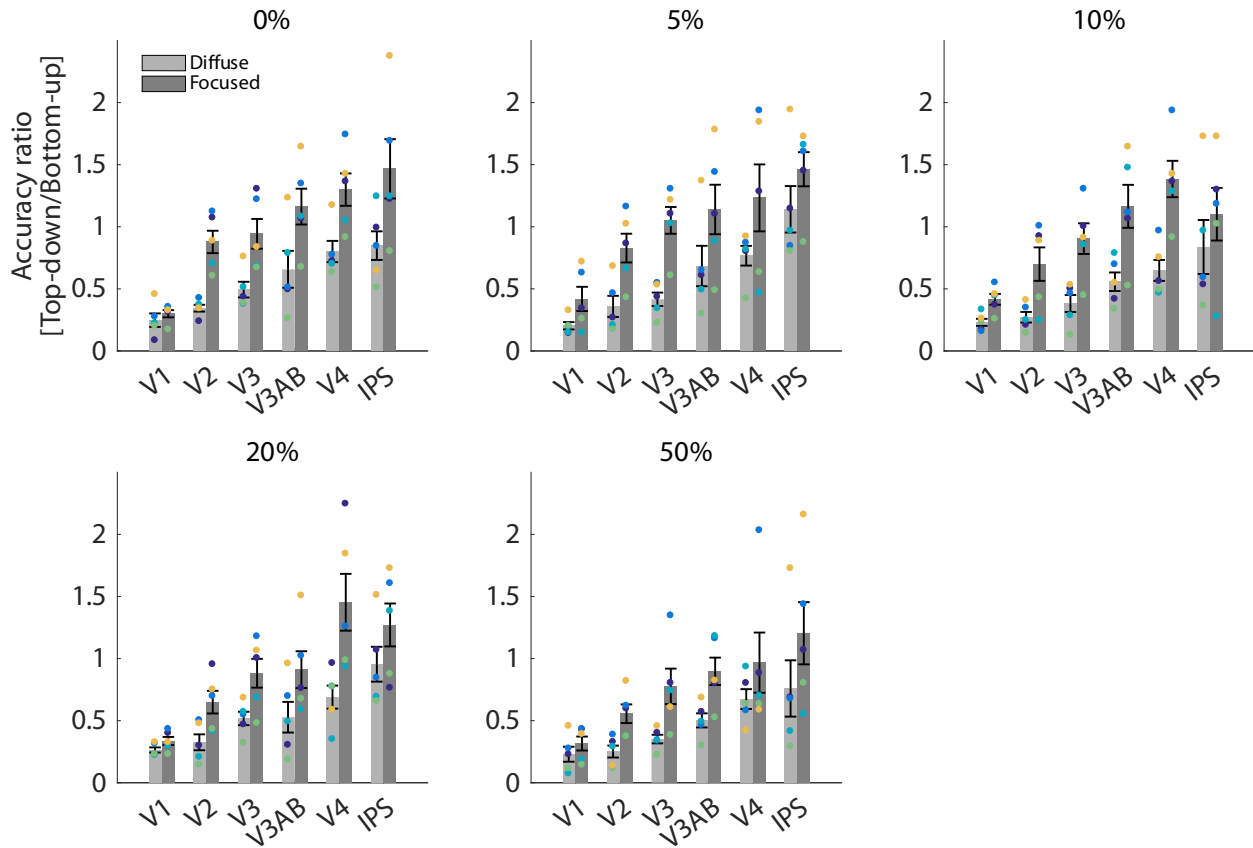 0%
5%
10%
Accuracy ratio
[Top-down/Bottom-up]
Diffuse
Focused
2
1.5
1
0.5
0
V1
V2
V3
V3AB
V4
IPS
2
1.5
1
0.5
0
V1
V2
V3
V3AB
V4
IPS
2
1.5
1
0.5
0
V1
V2
V3
V3AB
V4
IPS
20%
50%
2
1.5
1
0.5
0
V1
V2
V3
V3AB
V4
IPS
2
1.5
1
0.5
0
V1
V2
V3
V3AB
V4
IPS